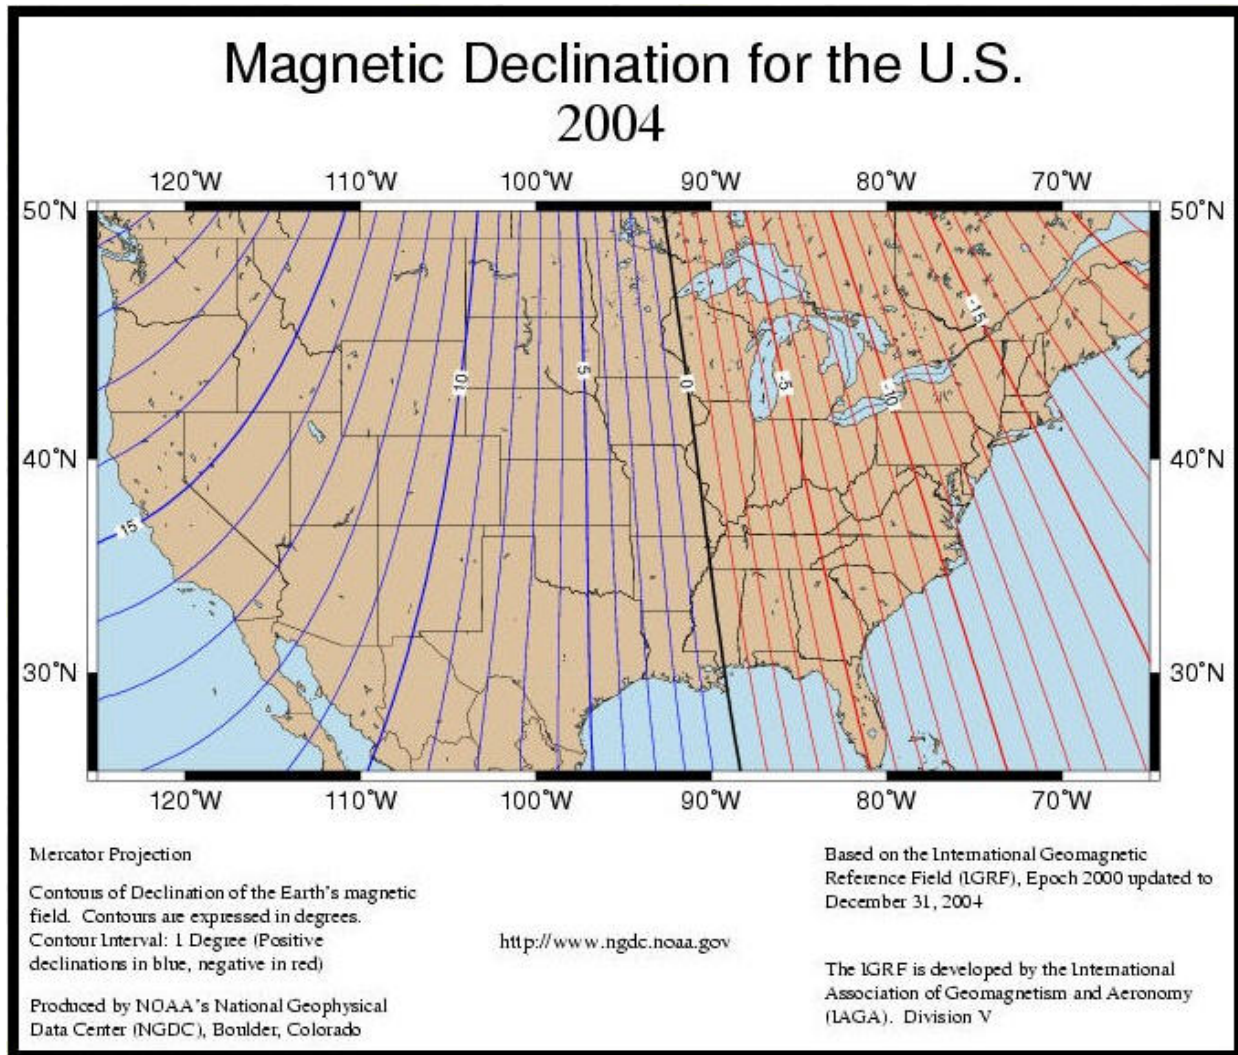 Magnetic Declination for the U.S.
2004
120°W 110°W 100°W 90°W 80°W 70°W
50°N 50°N
-15
10 5 0 -5 -10
40°N 40°N
15
30°N 30°N
120°W 110°W 100°W 90°W 80°W 70°W
Mercator Projection
Contours of Declination of the Earth's magnetic
field. Contours are expressed in degrees.
Contour Interval: 1 Degree (Positive
declinations in blue, negative in red)
Produced by NOAA's National Geophysical
Data Center (NGDC), Boulder, Colorado
http://www.ngdc.noaa.gov
Based on the International Geomagnetic
Reference Field (IGRF), Epoch 2000 updated to
December 31, 2004
The IGRF is developed by the International
Association of Geomagnetism and Aeronomy
(IAGA). Division V